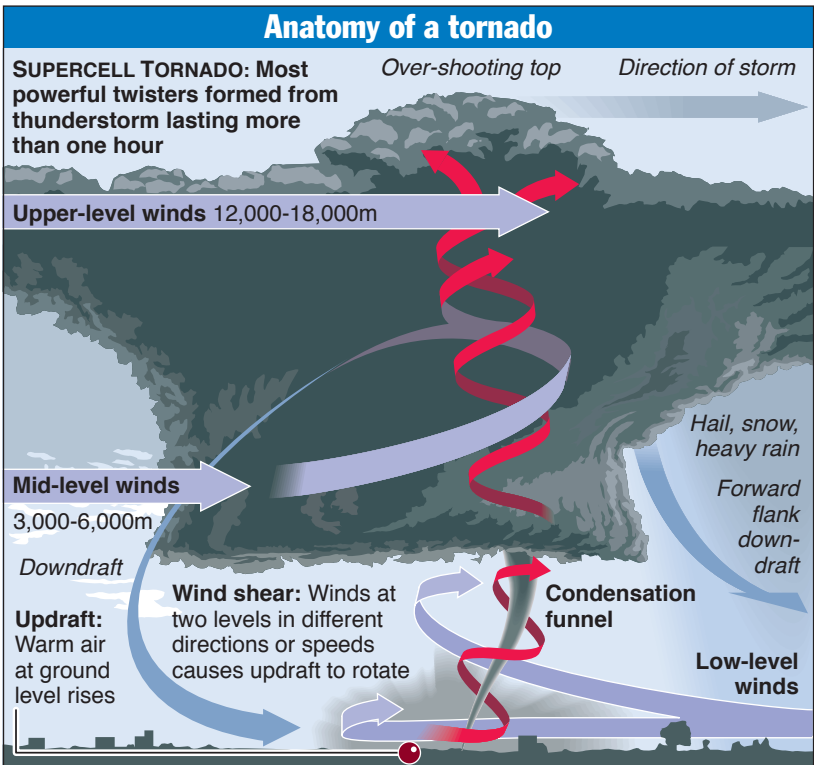 Anatomy of a tornado
SUPERCELL TORNADO: Most
powerful twisters formed from
thunderstorm lasting more
than one hour
Over-shooting top
Direction of storm
Upper-level winds 12,000-18,000m
Hail, snow,
heavy rain
Mid-level winds
3,000-6,000m
Forward
flank
down-
draft
Downdraft
Updraft:
Warm air
at ground
level rises
Wind shear: Winds at
two levels in different
directions or speeds
causes updraft to rotate
Condensation
funnel
Low-level
winds